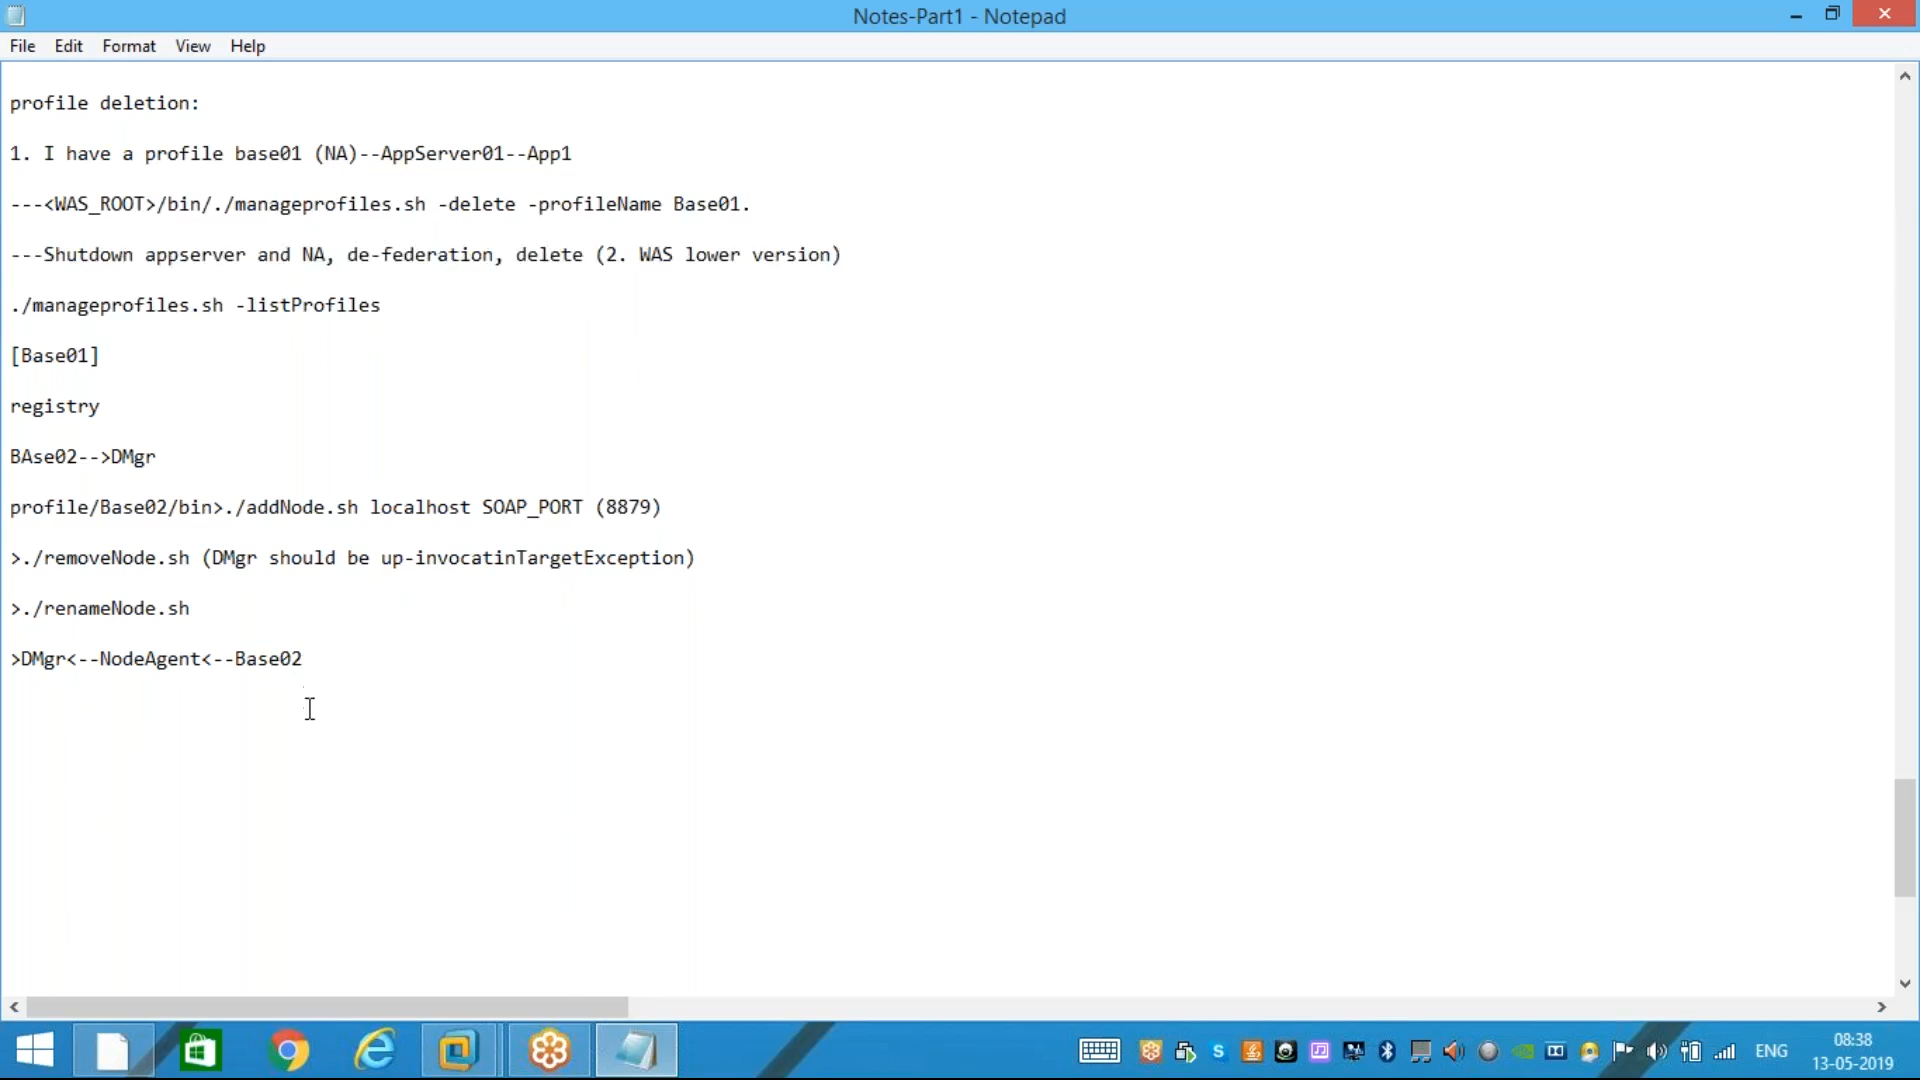 Notes-Part1 - Notepad
File Edit Format View Help
profile deletion:
1. I have a profile base01 (NA)--AppServer01--App1
---<WAS_ROOT>/bin/./manageprofiles.sh -delete -profileName Base01.
---Shutdown appserver and NA, de-federation, delete (2. WAS lower version)
./manageprofiles.sh -listProfiles
[Base01]
registry
BAse02-->DMgr
profile/Base02/bin>./addNode.sh localhost SOAP_PORT (8879)
>./removeNode.sh (DMgr should be up-invocatinTargetException)
>./renameNode.sh
>DMgr<--NodeAgent<--Base02
ENG
08:38
13-05-2019